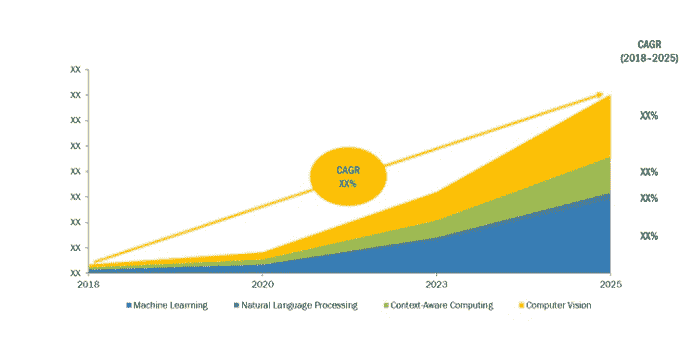 CAGR
(2018–2025)
XX
XX
XX
XX
XX
XX
XX
XX
XX
CAGR
XX%
XX%
XX%
XX%
XX%
2018
2020
2023
2025
Machine Learning
Natural Language Processing
Context-Aware Computing
Computer Vision